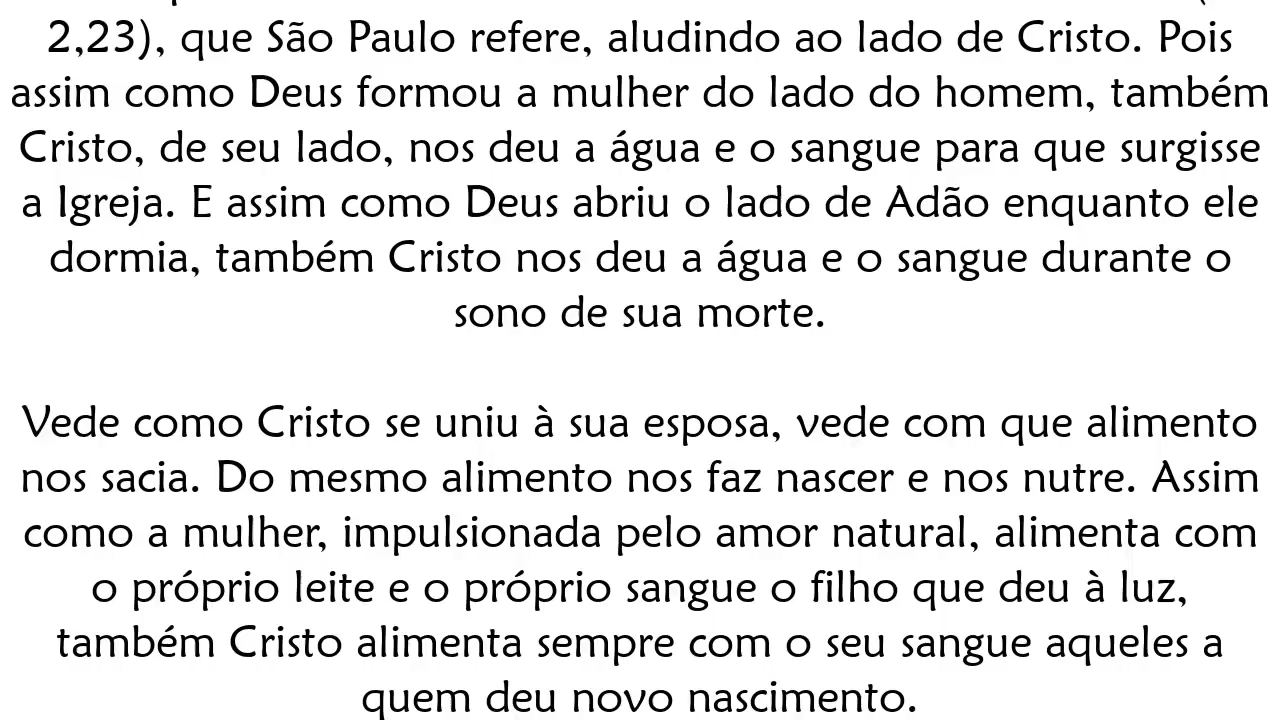 2,23), que São Paulo refere, aludindo ao lado de Cristo. Pois
assim como Deus formou a mulher do lado do homem, também
Cristo, de seu lado, nos deu a água e o sangue para que surgisse
a Igreja. E assim como Deus abriu o lado de Adão enquanto ele
dormia, também Cristo nos deu a água e o sangue durante o
sono de sua morte.
Vede como Cristo se uniu à sua esposa, vede com que alimento
nos sacia. Do mesmo alimento nos faz nascer e nos nutre. Assim
como a mulher, impulsionada pelo amor natural, alimenta com
o próprio leite e o próprio sangue o filho que deu à luz,
também Cristo alimenta sempre com o seu sangue aqueles a
quem deu novo nascimento.